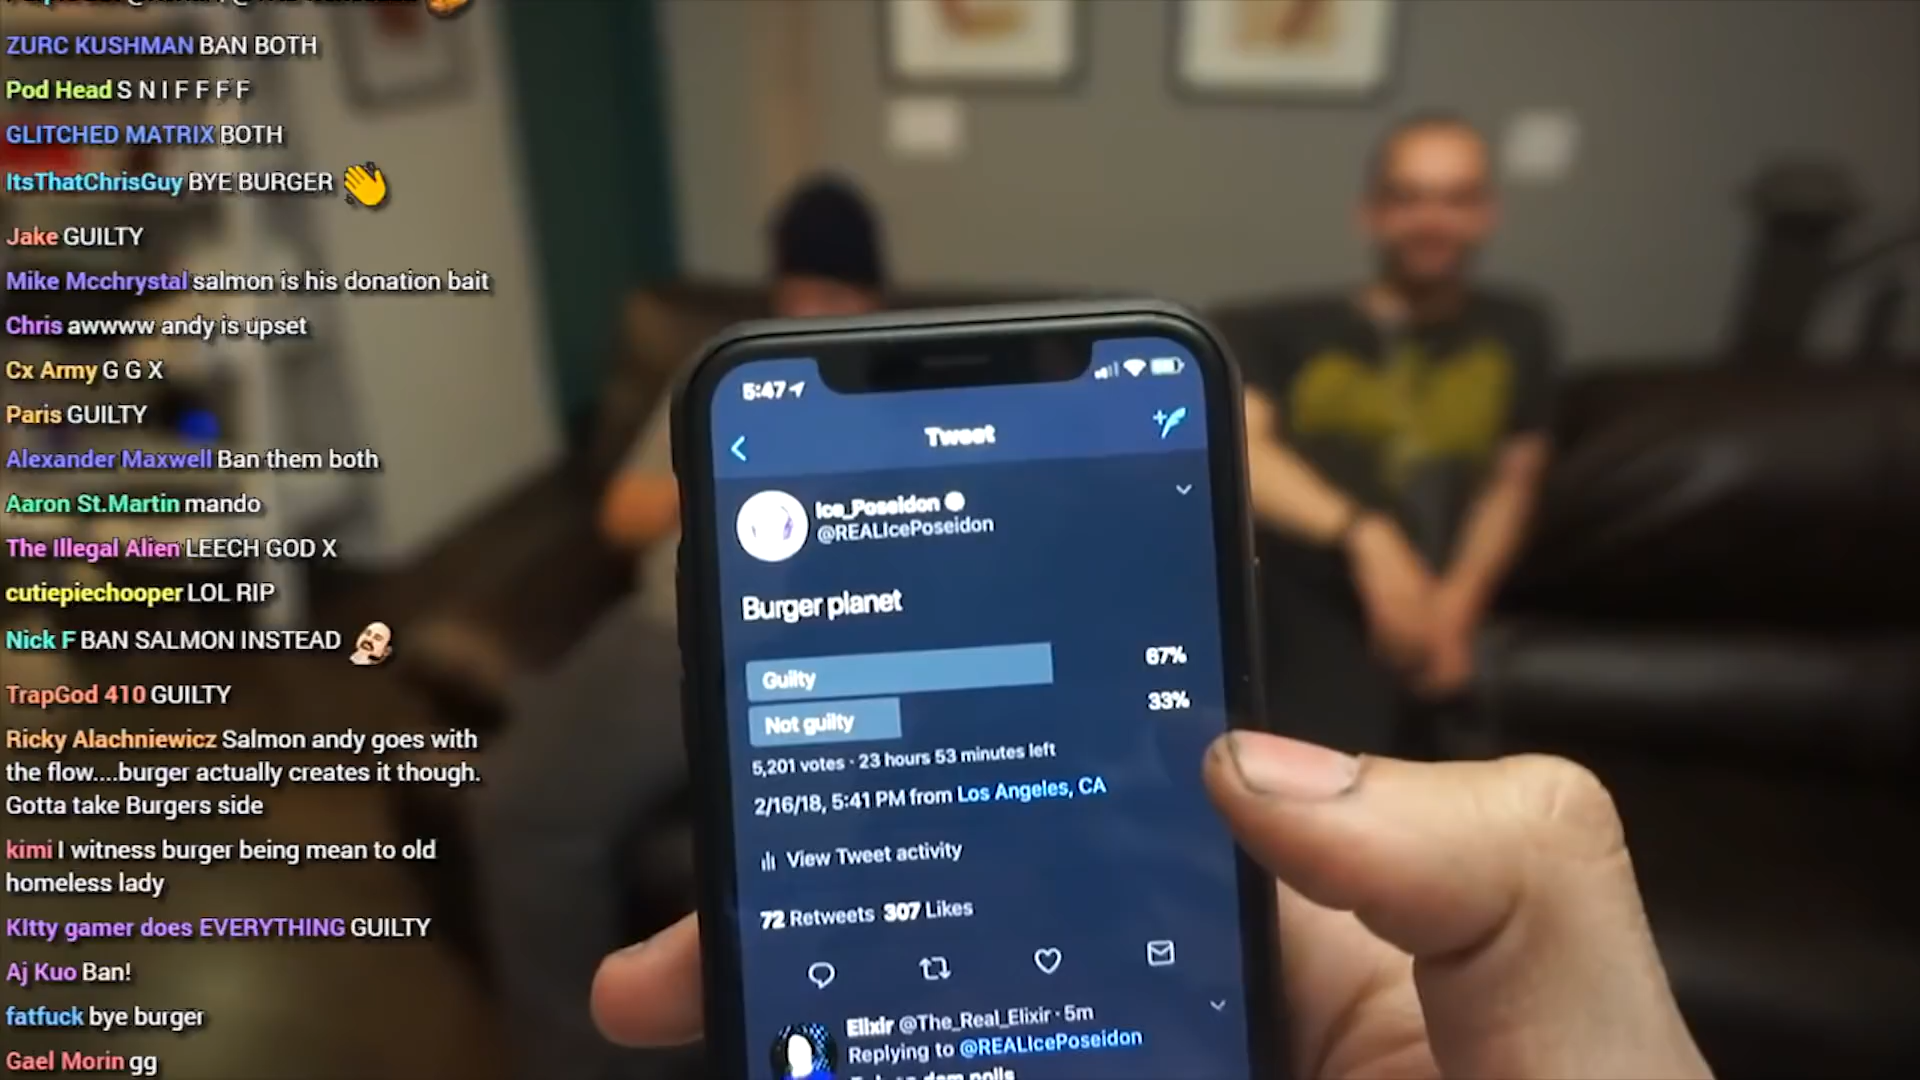 ZURC KUSHMAN BAN BOTH
Pod Head S N I F F F F
GLITCHED MATRIX BOTH
ItsThatChrisGuy BYE BURGER
Jake GUILTY
Mike Mcchrystal salmon is his donation bait
Chris awwww andy is upset
Cx Army G G X
Paris GUILTY
Alexander Maxwell Ban them both
Aaron St.Martin mando
The Illegal Alien LEECH GOD X
cutiepiechooper LOL RIP
Nick F BAN SALMON INSTEAD
TrapGod 410 GUILTY
Ricky Alachniewicz Salmon andy goes with
the flow....burger actually creates it though.
Gotta take Burgers side
kimi I witness burger being mean to old
homeless lady
KItty gamer does EVERYTHING GUILTY
Aj Kuo Ban!
fatfuck bye burger
Gael Morin gg
5:47
Tweet
Ice_Poseidon
@REALIcePoseidon
Burger planet
Guilty 67%
Not guilty 33%
5,201 votes · 23 hours 53 minutes left
2/16/18, 5:41 PM from Los Angeles, CA
View Tweet activity
72 Retweets 307 Likes
Elixir @The_Real_Elixir · 5m
Replying to @REALIcePoseidon
polls